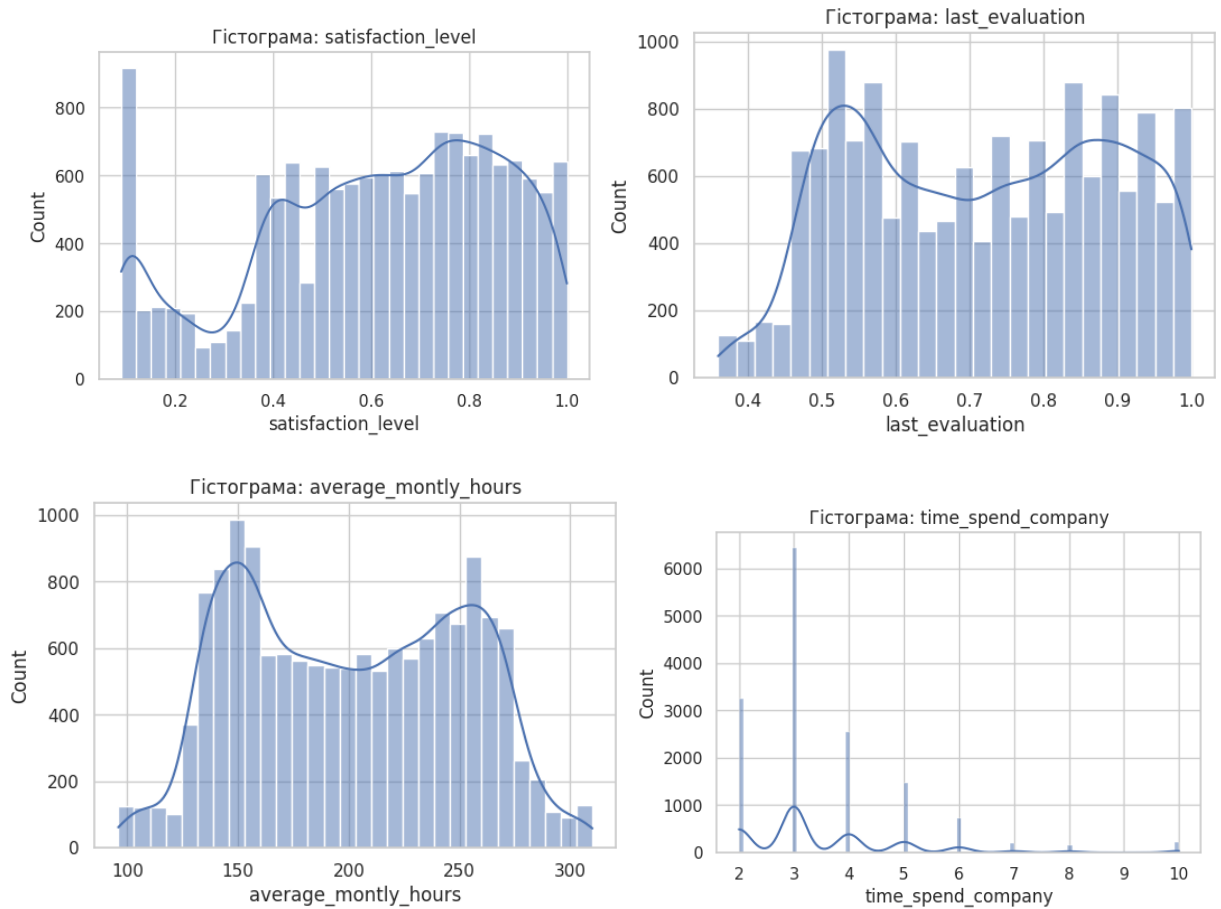 Гістограма: satisfaction_level
800
600
400
200
0
Count
0.2 0.4 0.6 0.8 1.0
satisfaction_level
Гістограма: last_evaluation
1000
800
600
400
200
0
Count
0.4 0.5 0.6 0.7 0.8 0.9 1.0
last_evaluation
Гістограма: average_montly_hours
1000
800
600
400
200
0
Count
100 150 200 250 300
average_montly_hours
Гістограма: time_spend_company
6000
5000
4000
3000
2000
1000
0
Count
2 3 4 5 6 7 8 9 10
time_spend_company